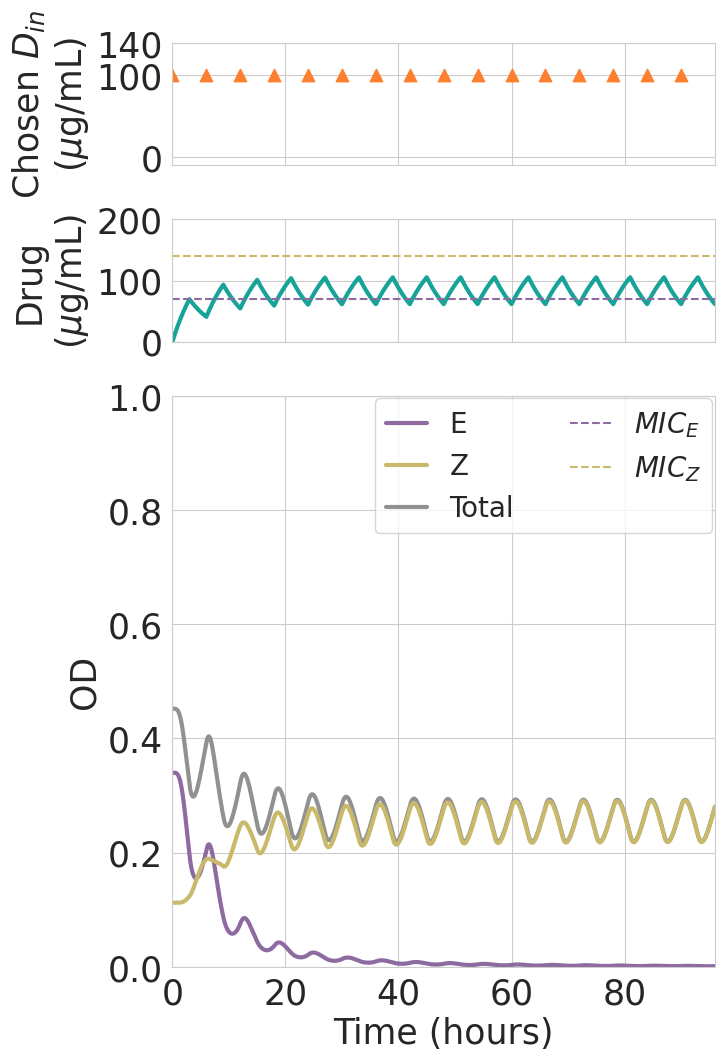 Chosen D_in
(μg/mL)
140
100
0
Drug
(μg/mL)
200
100
0
OD
1.0
0.8
0.6
0.4
0.2
0.0
E
Z
Total
MIC_E
MIC_Z
0 20 40 60 80
Time (hours)